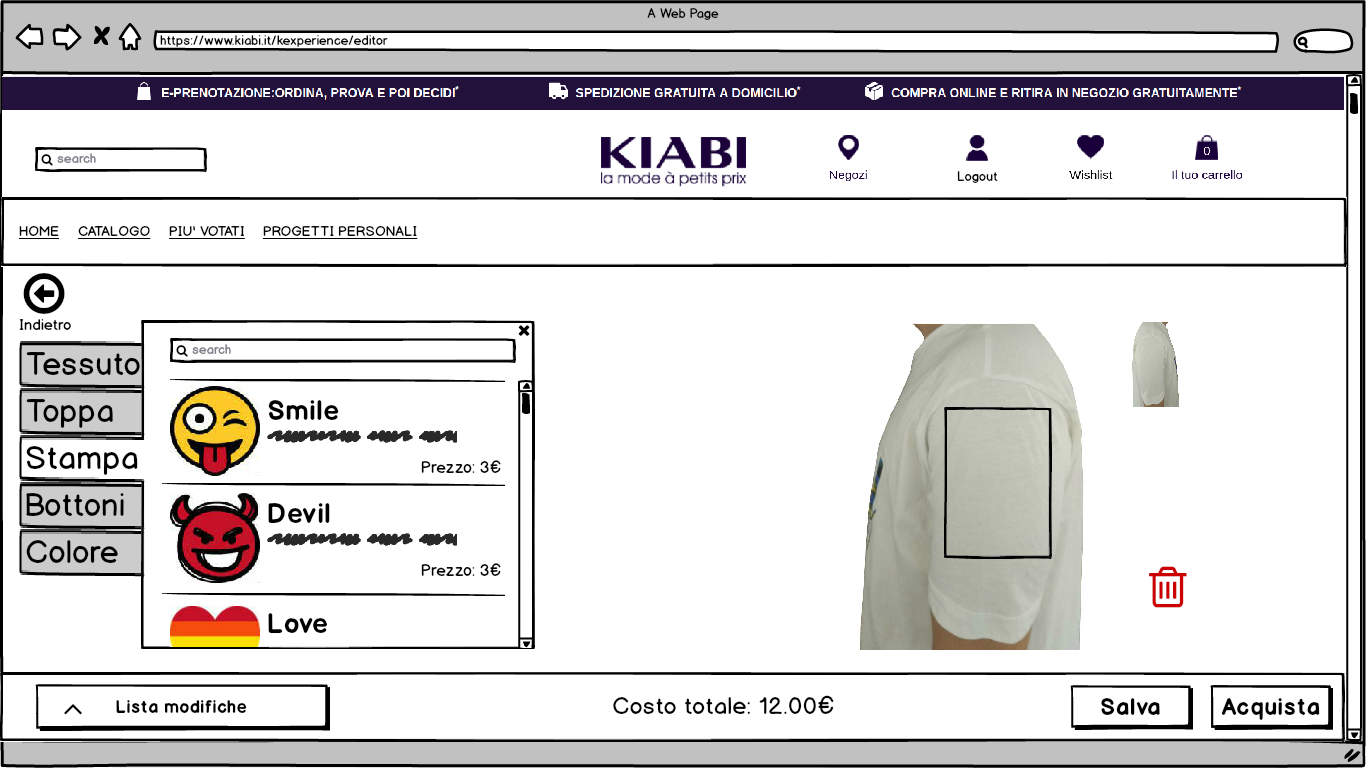 A Web Page
https://www.kiabi.it/kexperience/editor
E-PRENOTAZIONE:ORDINA, PROVA E POI DECIDI*
SPEDIZIONE GRATUITA A DOMICILIO*
COMPRA ONLINE E RITIRA IN NEGOZIO GRATUITAMENTE*
search
KIABI
la mode à petits prix
Negozi
Logout
Wishlist
0
Il tuo carrello
HOME
CATALOGO
PIU' VOTATI
PROGETTI PERSONALI
Indietro
Tessuto
Toppa
Stampa
Bottoni
Colore
search
Smile
Prezzo: 3€
Devil
Prezzo: 3€
Love
Lista modifiche
Costo totale: 12.00€
Salva
Acquista